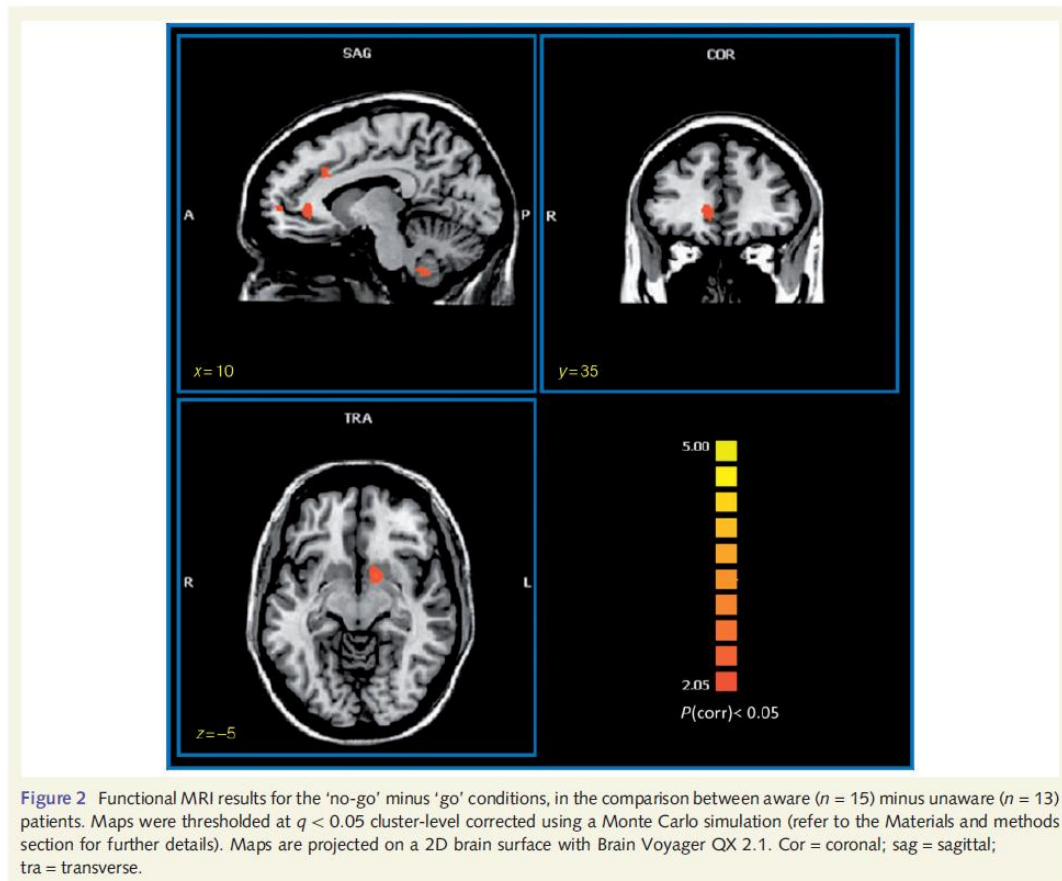 SAG
COR
A
P
R
x=10
y=35
TRA
5.00
R
L
2.05
P(corr)< 0.05
z=–5
Figure 2 Functional MRI results for the ‘no-go’ minus ‘go’ conditions, in the comparison between aware (n = 15) minus unaware (n = 13)
patients. Maps were thresholded at q < 0.05 cluster-level corrected using a Monte Carlo simulation (refer to the Materials and methods
section for further details). Maps are projected on a 2D brain surface with Brain Voyager QX 2.1. Cor = coronal; sag = sagittal;
tra = transverse.